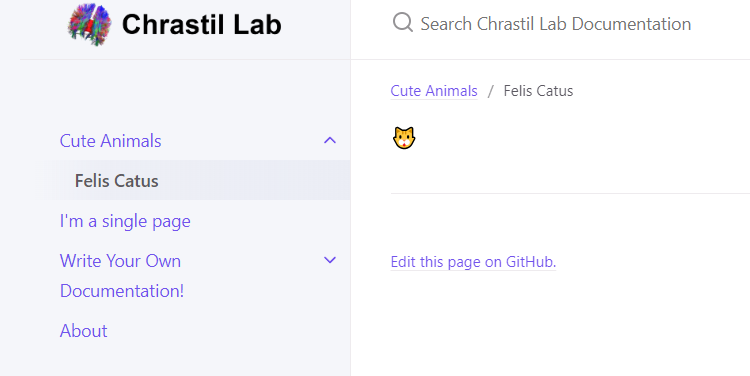 Chrastil Lab
Search Chrastil Lab Documentation
Cute Animals
Felis Catus
I'm a single page
Write Your Own
Documentation!
About
Cute Animals / Felis Catus
🐱
Edit this page on GitHub.